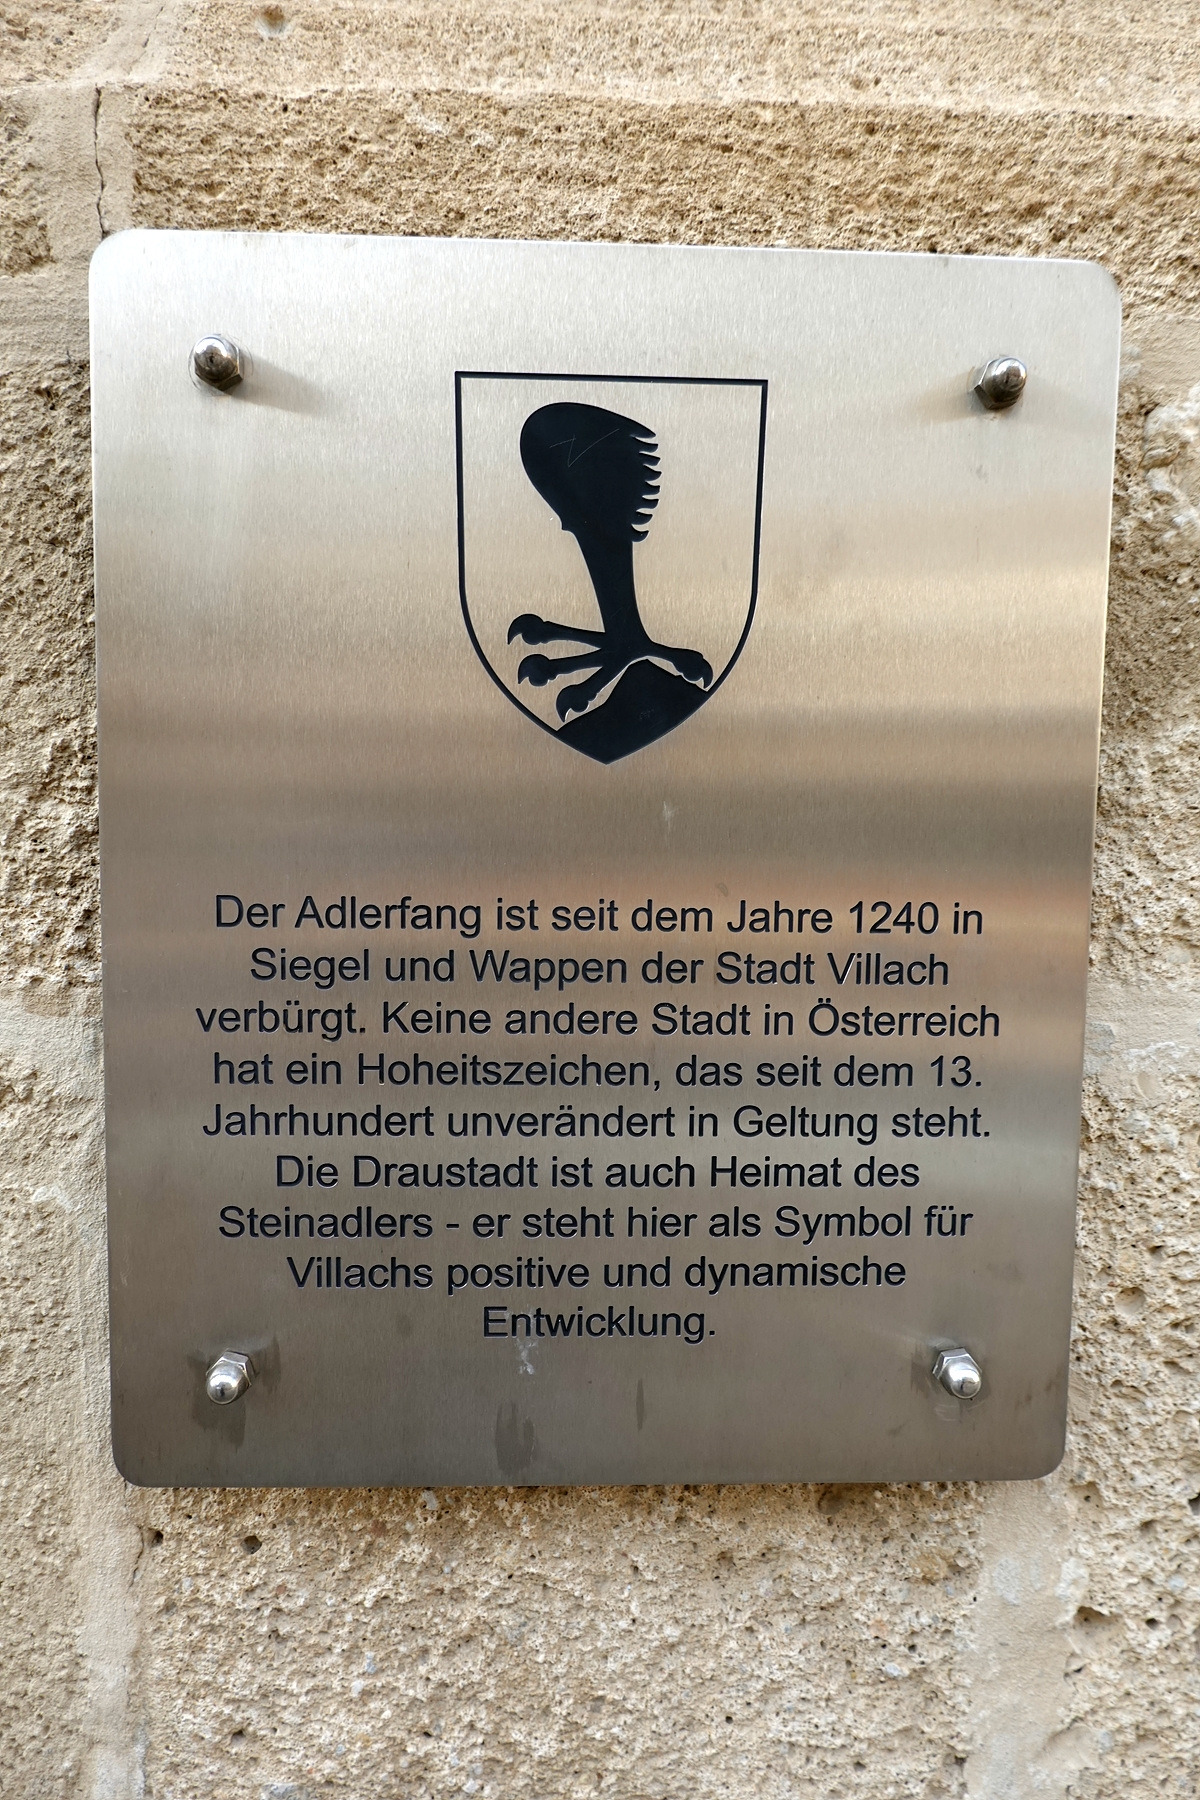 Der Adlerfang ist seit dem Jahre 1240 in
Siegel und Wappen der Stadt Villach
verbürgt. Keine andere Stadt in Österreich
hat ein Hoheitszeichen, das seit dem 13.
Jahrhundert unverändert in Geltung steht.
Die Draustadt ist auch Heimat des
Steinadlers - er steht hier als Symbol für
Villachs positive und dynamische
Entwicklung.